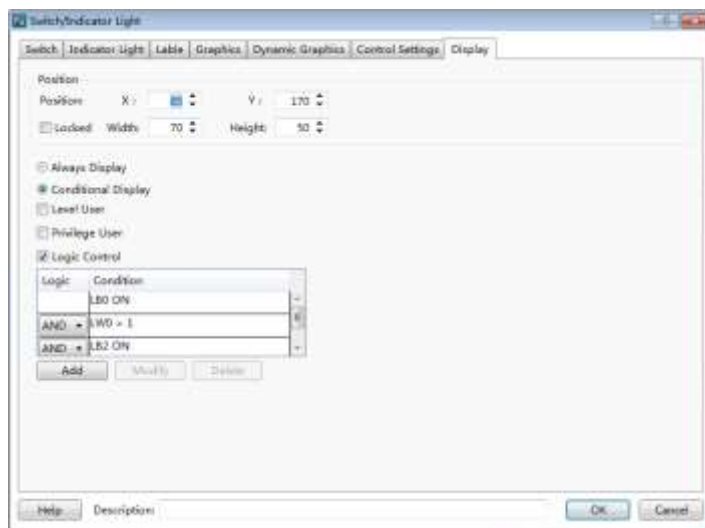 Switch/Indicator Light
Switch Indicator Light Lable Graphics Dynamic Graphics Control Settings Display
Position
Position: X : Y : 170
Locked Width: 70 Height: 50
Always Display
Conditional Display
Level User
Privilege User
Logic Control
Logic Condition
LB0 ON
AND LW0 = 1
AND LB2 ON
Add Modify Delete
Help Description: OK Cancel